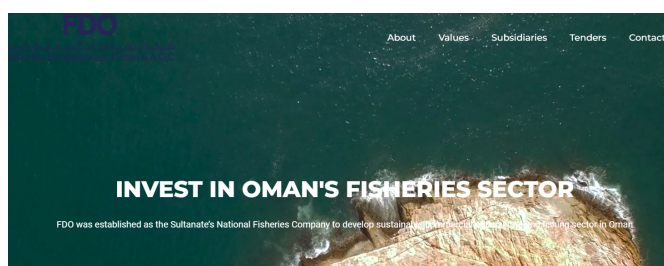 FDO
About Values Subsidiaries Tenders Contact
INVEST IN OMAN'S FISHERIES SECTOR
FDO was established as the Sultanate's National Fisheries Company to develop fishing sector in Oman